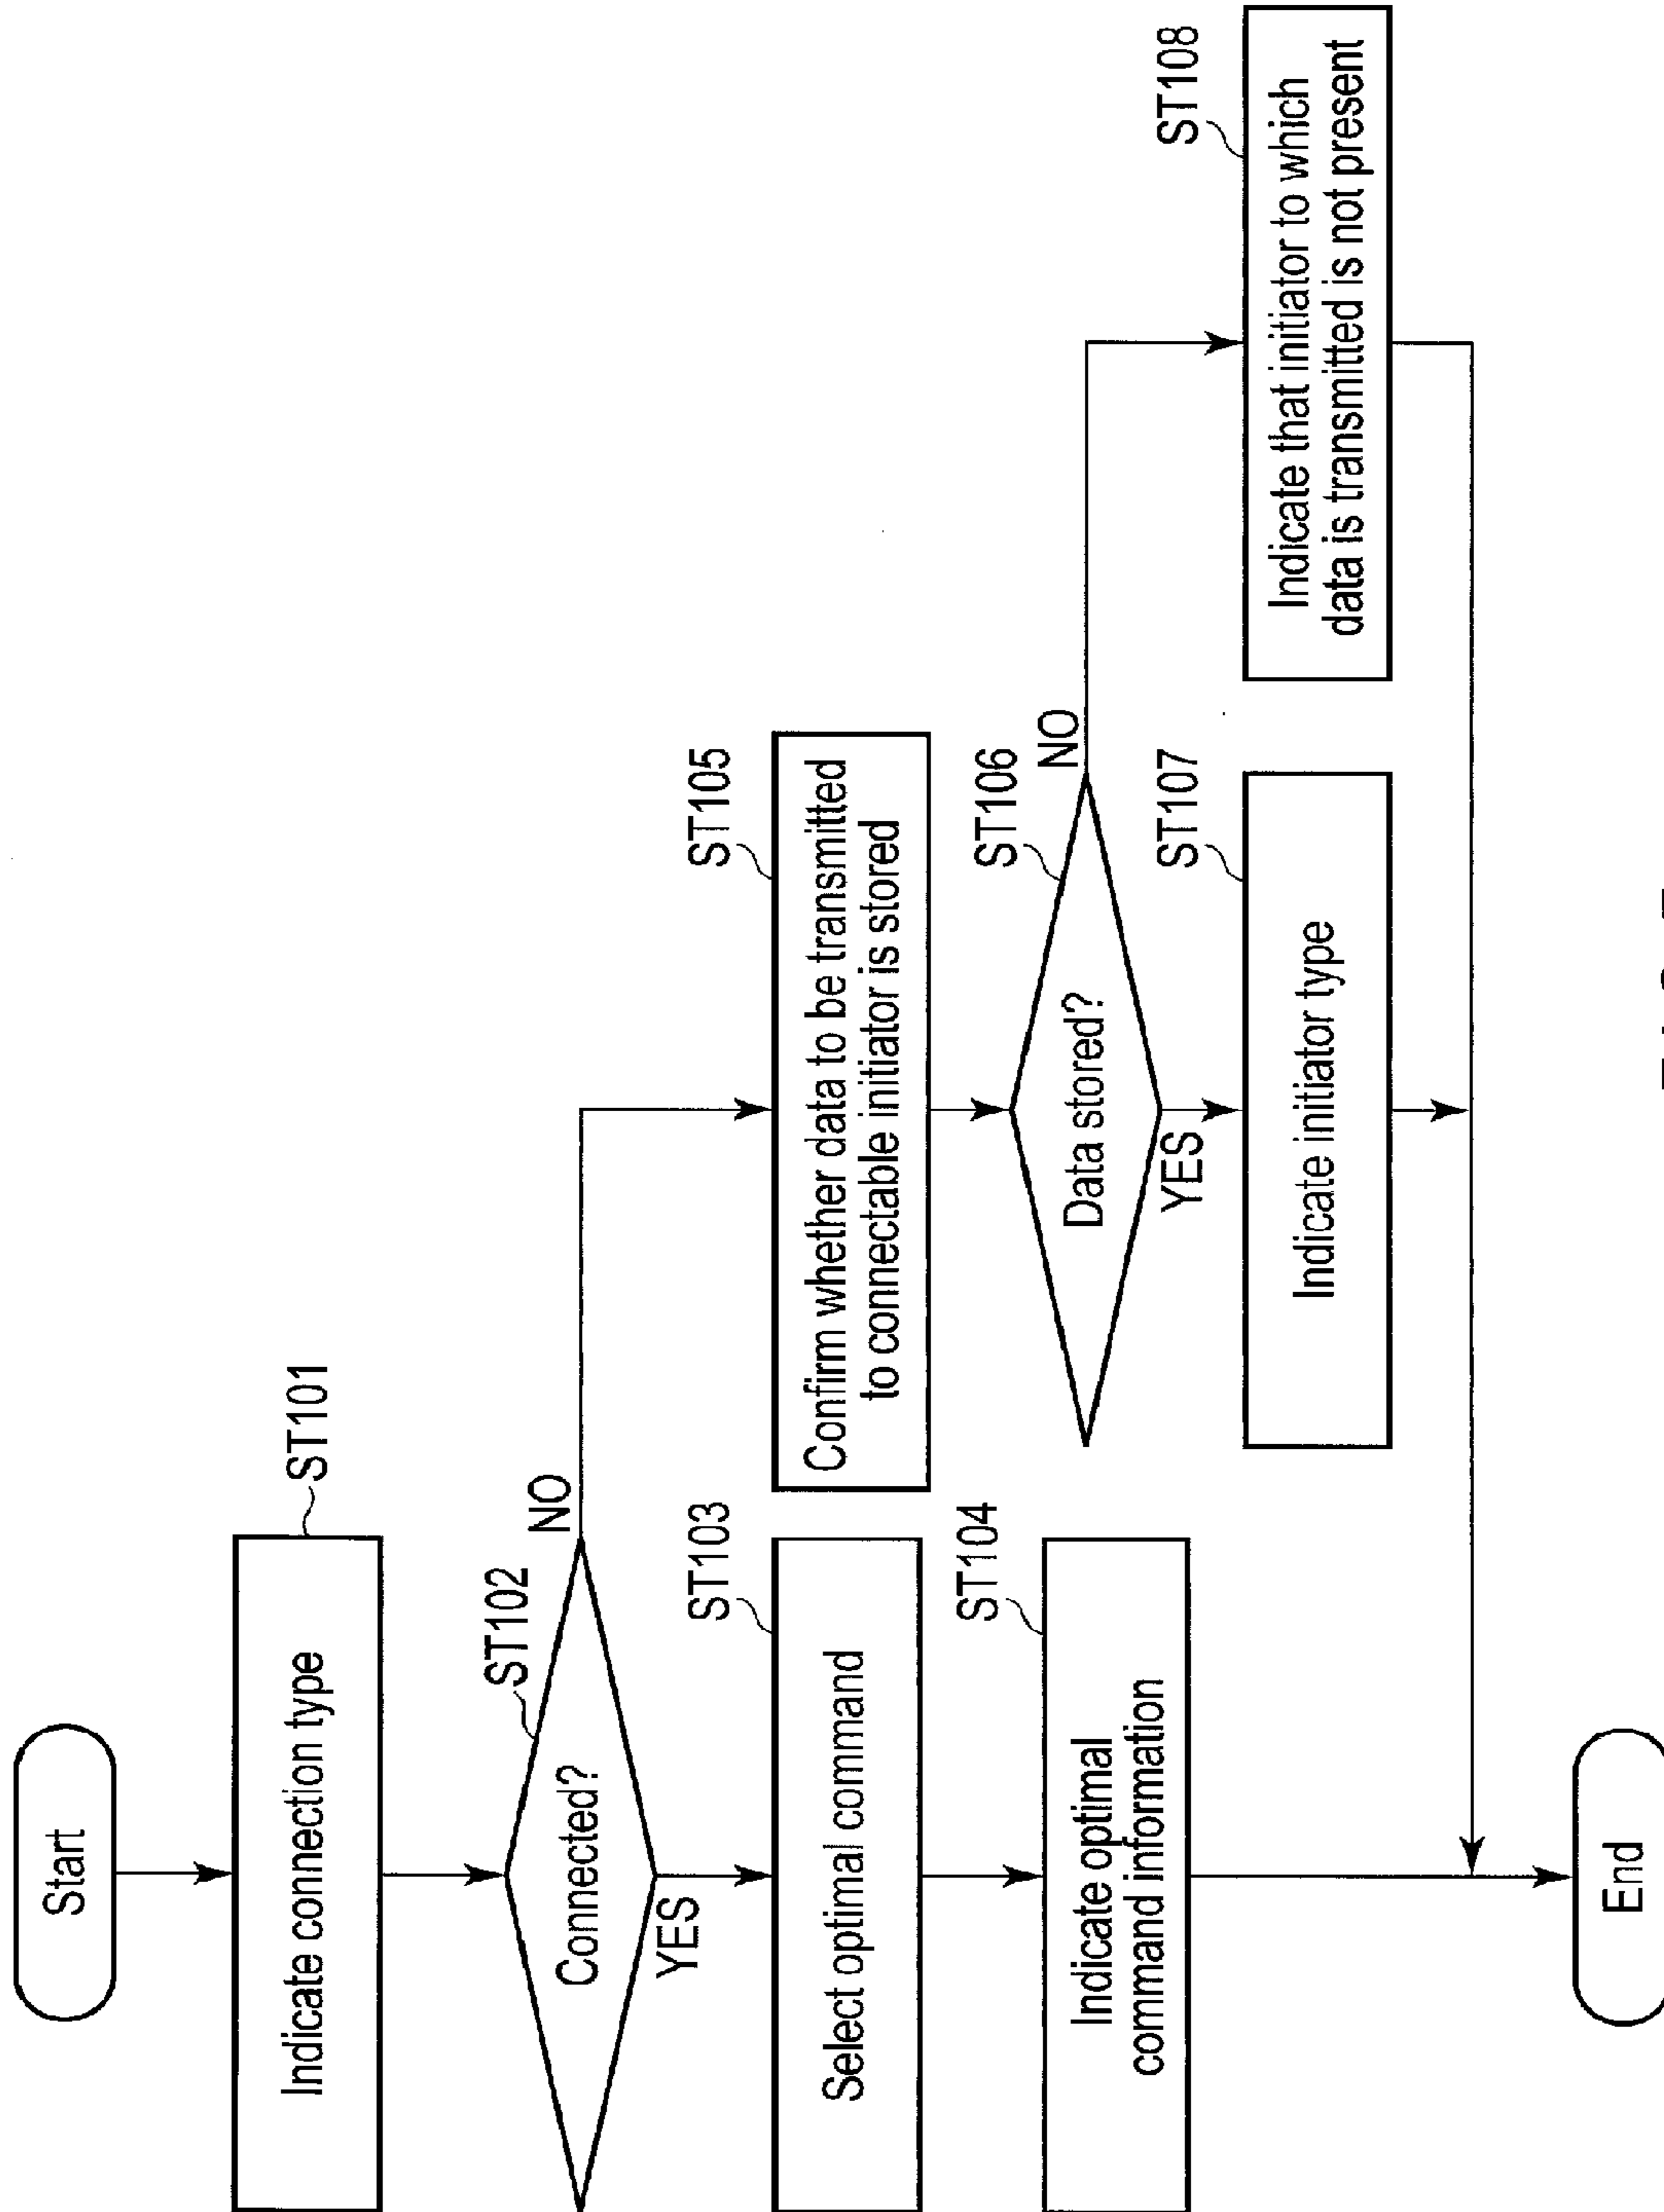 Start
Indicate connection type
ST101
Connected?
ST102
NO
YES
Select optimal command
ST103
Indicate optimal
command information
ST104
Confirm whether data to be transmitted
to connectable initiator is stored
ST105
Data stored?
ST106
NO
YES
Indicate initiator type
ST107
Indicate that initiator to which
data is transmitted is not present
ST108
End